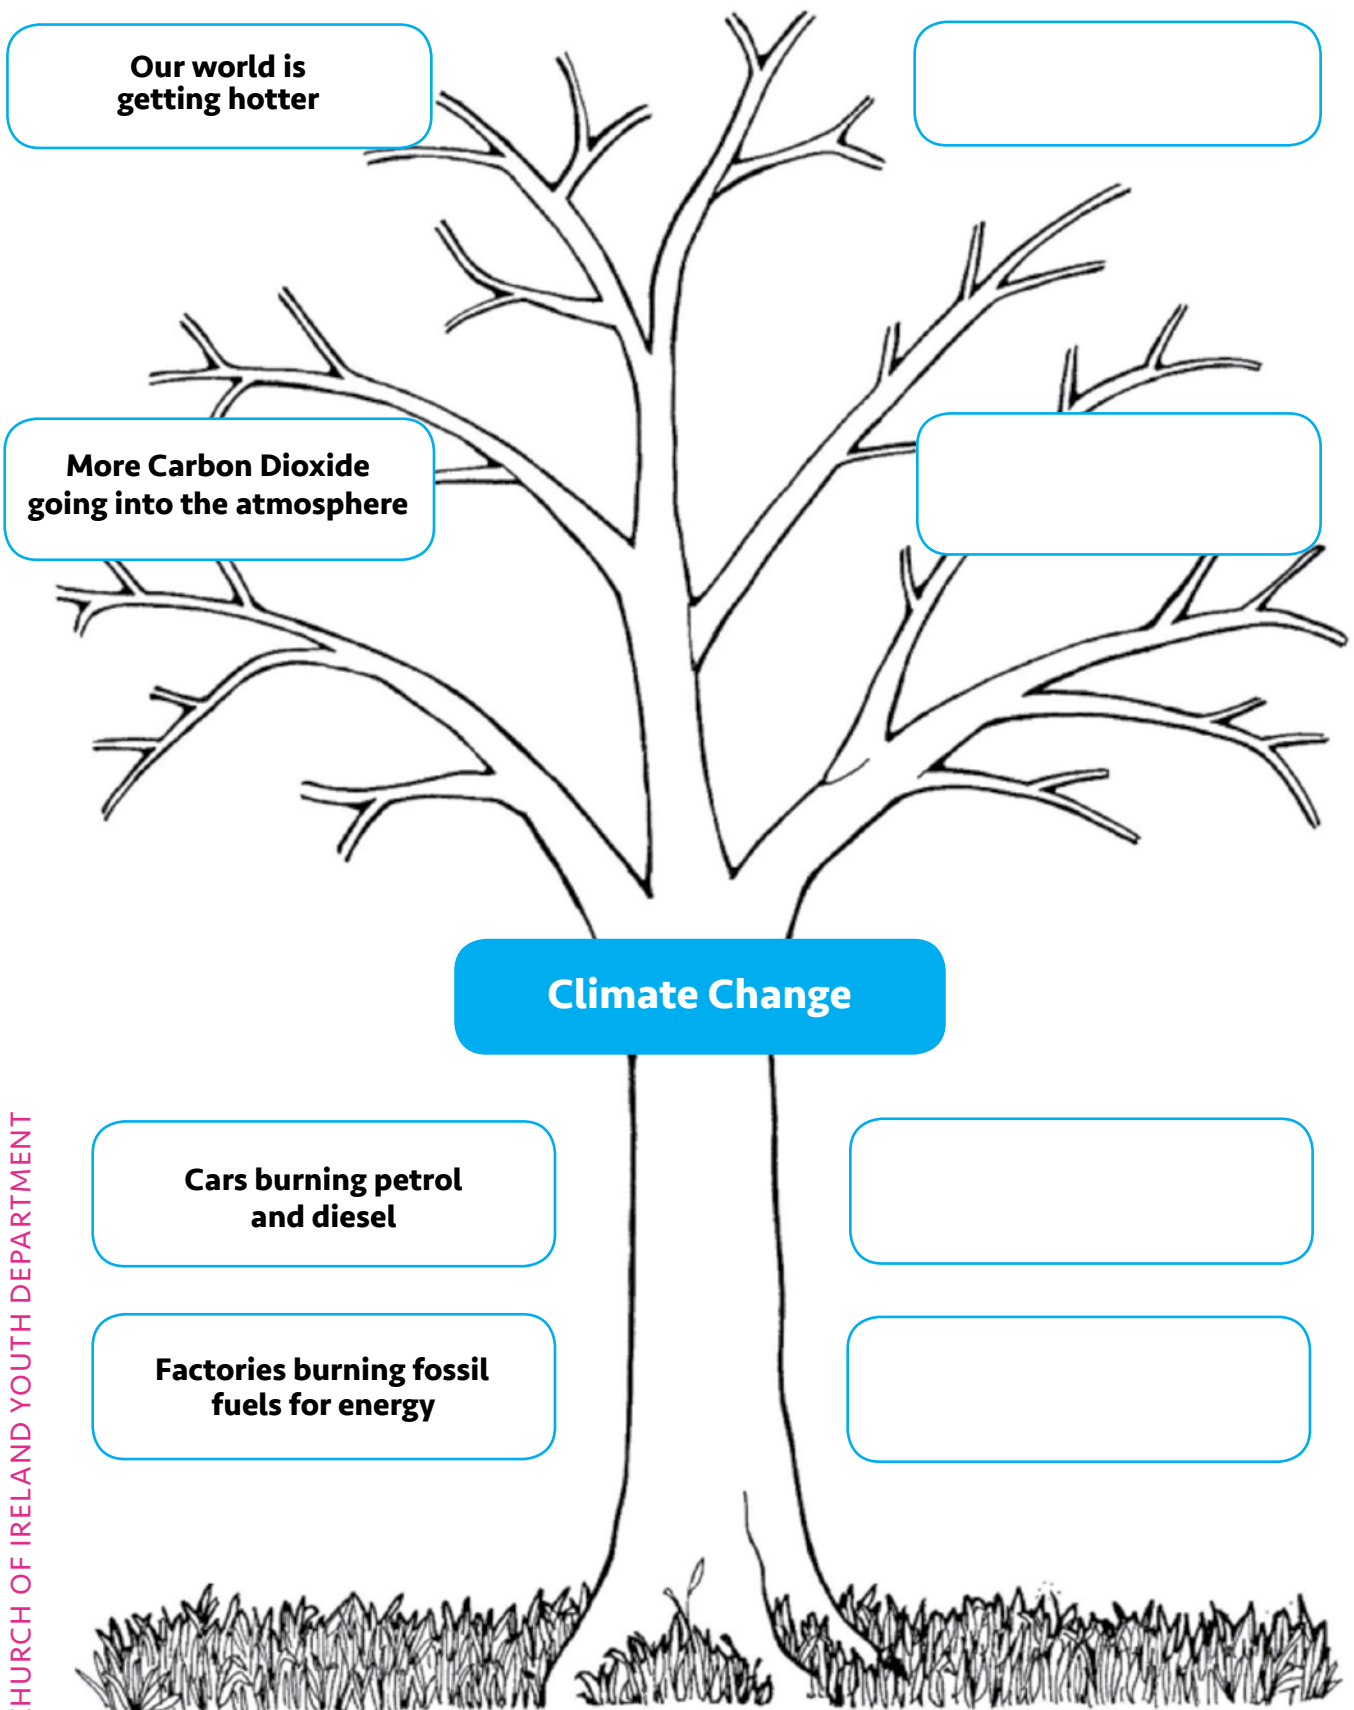 Our world is
getting hotter
More Carbon Dioxide
going into the atmosphere
Climate Change
Cars burning petrol
and diesel
Factories burning fossil
fuels for energy
HURCH OF IRELAND YOUTH DEPARTMENT